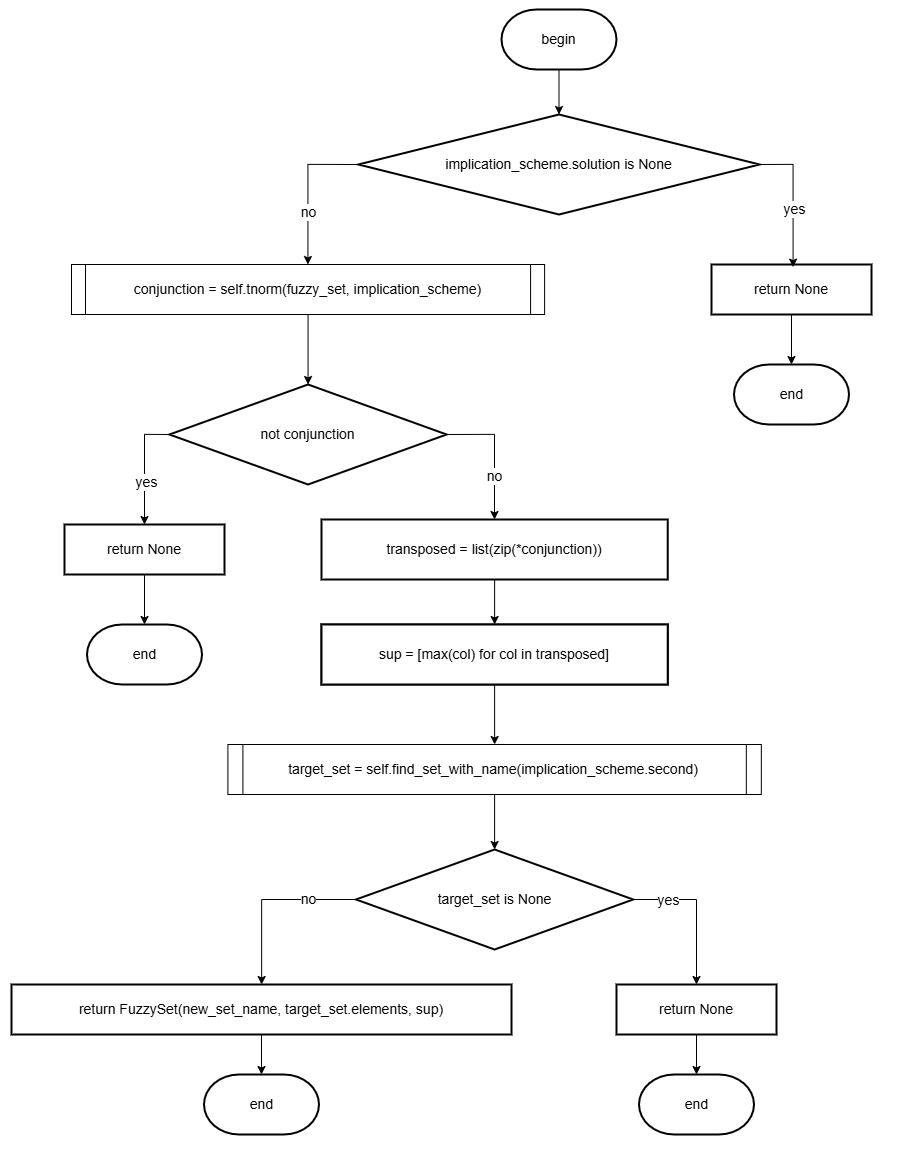 begin
implication_scheme.solution is None
no
yes
conjunction = self.tnorm(fuzzy_set, implication_scheme)
return None
end
not conjunction
yes
no
return None
transposed = list(zip(*conjunction))
end
sup = [max(col) for col in transposed]
target_set = self.find_set_with_name(implication_scheme.second)
target_set is None
no
yes
return FuzzySet(new_set_name, target_set.elements, sup)
return None
end
end